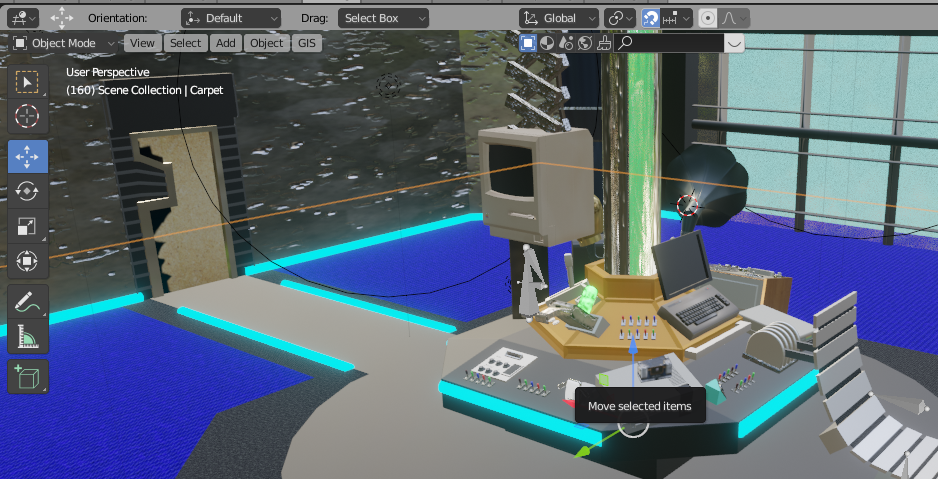 Orientation: Default Drag: Select Box Global
Object Mode View Select Add Object GIS
User Perspective
(160) Scene Collection | Carpet
Move selected items